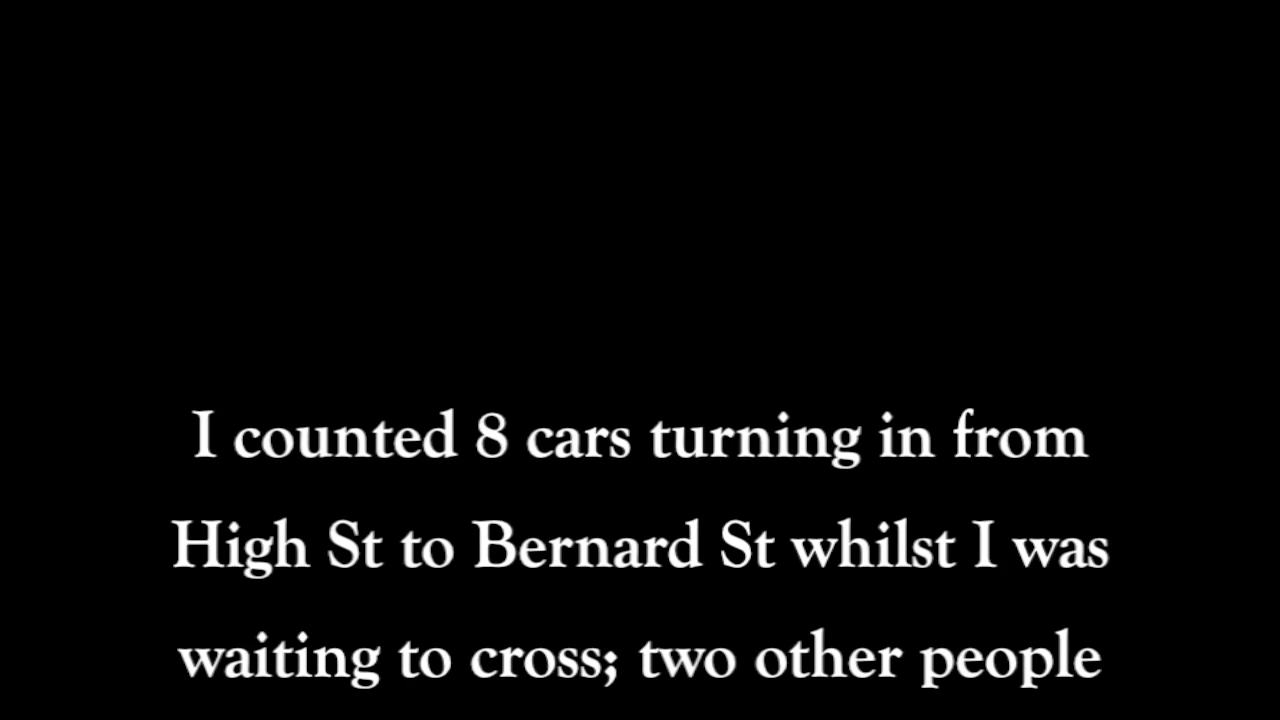 I counted 8 cars turning in from
High St to Bernard St whilst I was
waiting to cross; two other people